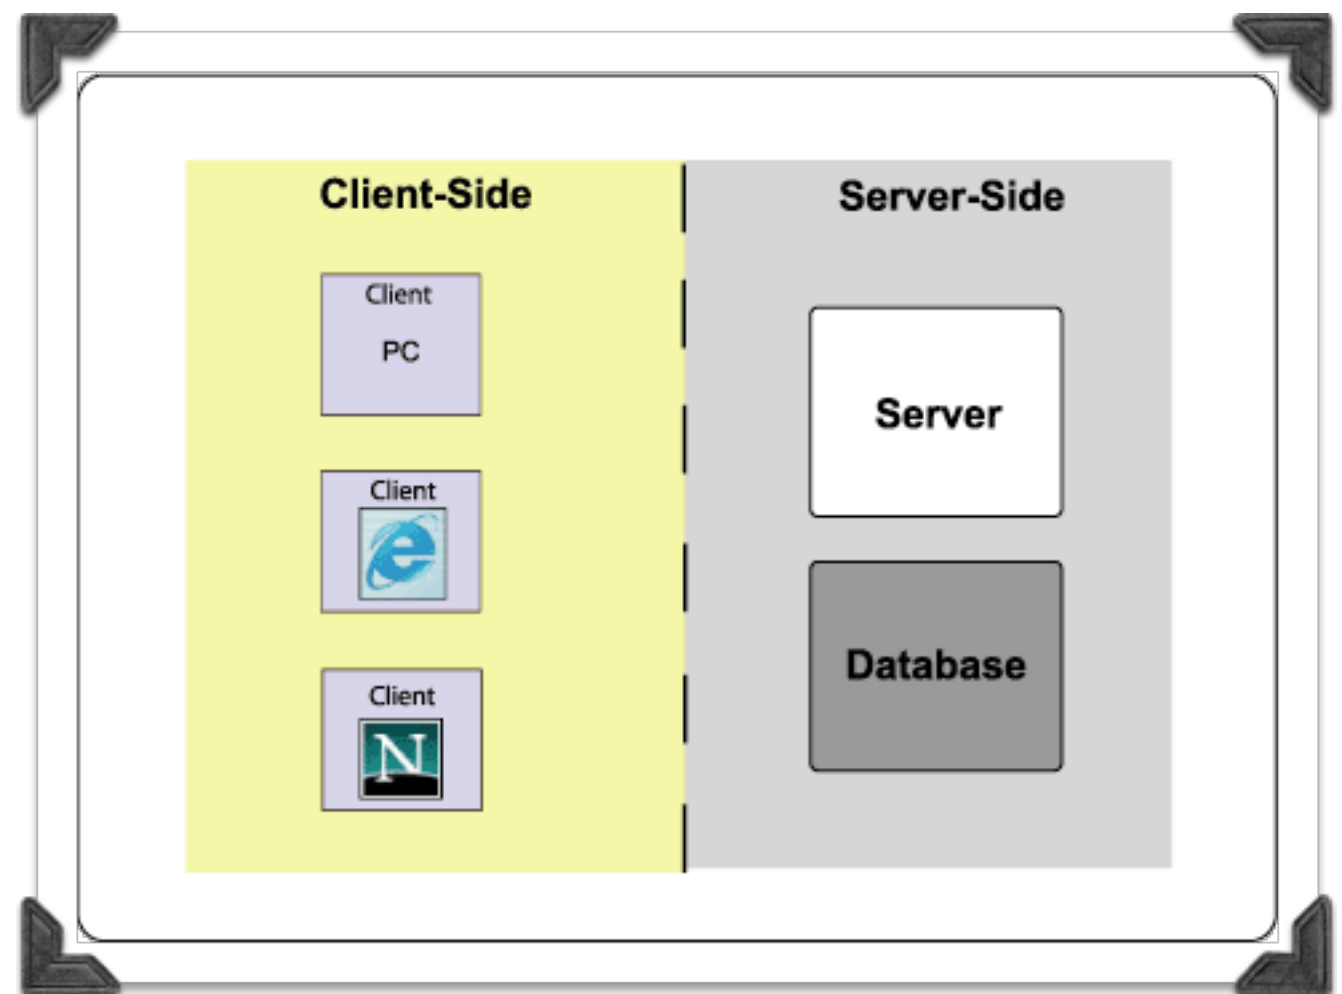 Client-Side
Client
PC
Client
e
Client
N
Server-Side
Server
Database